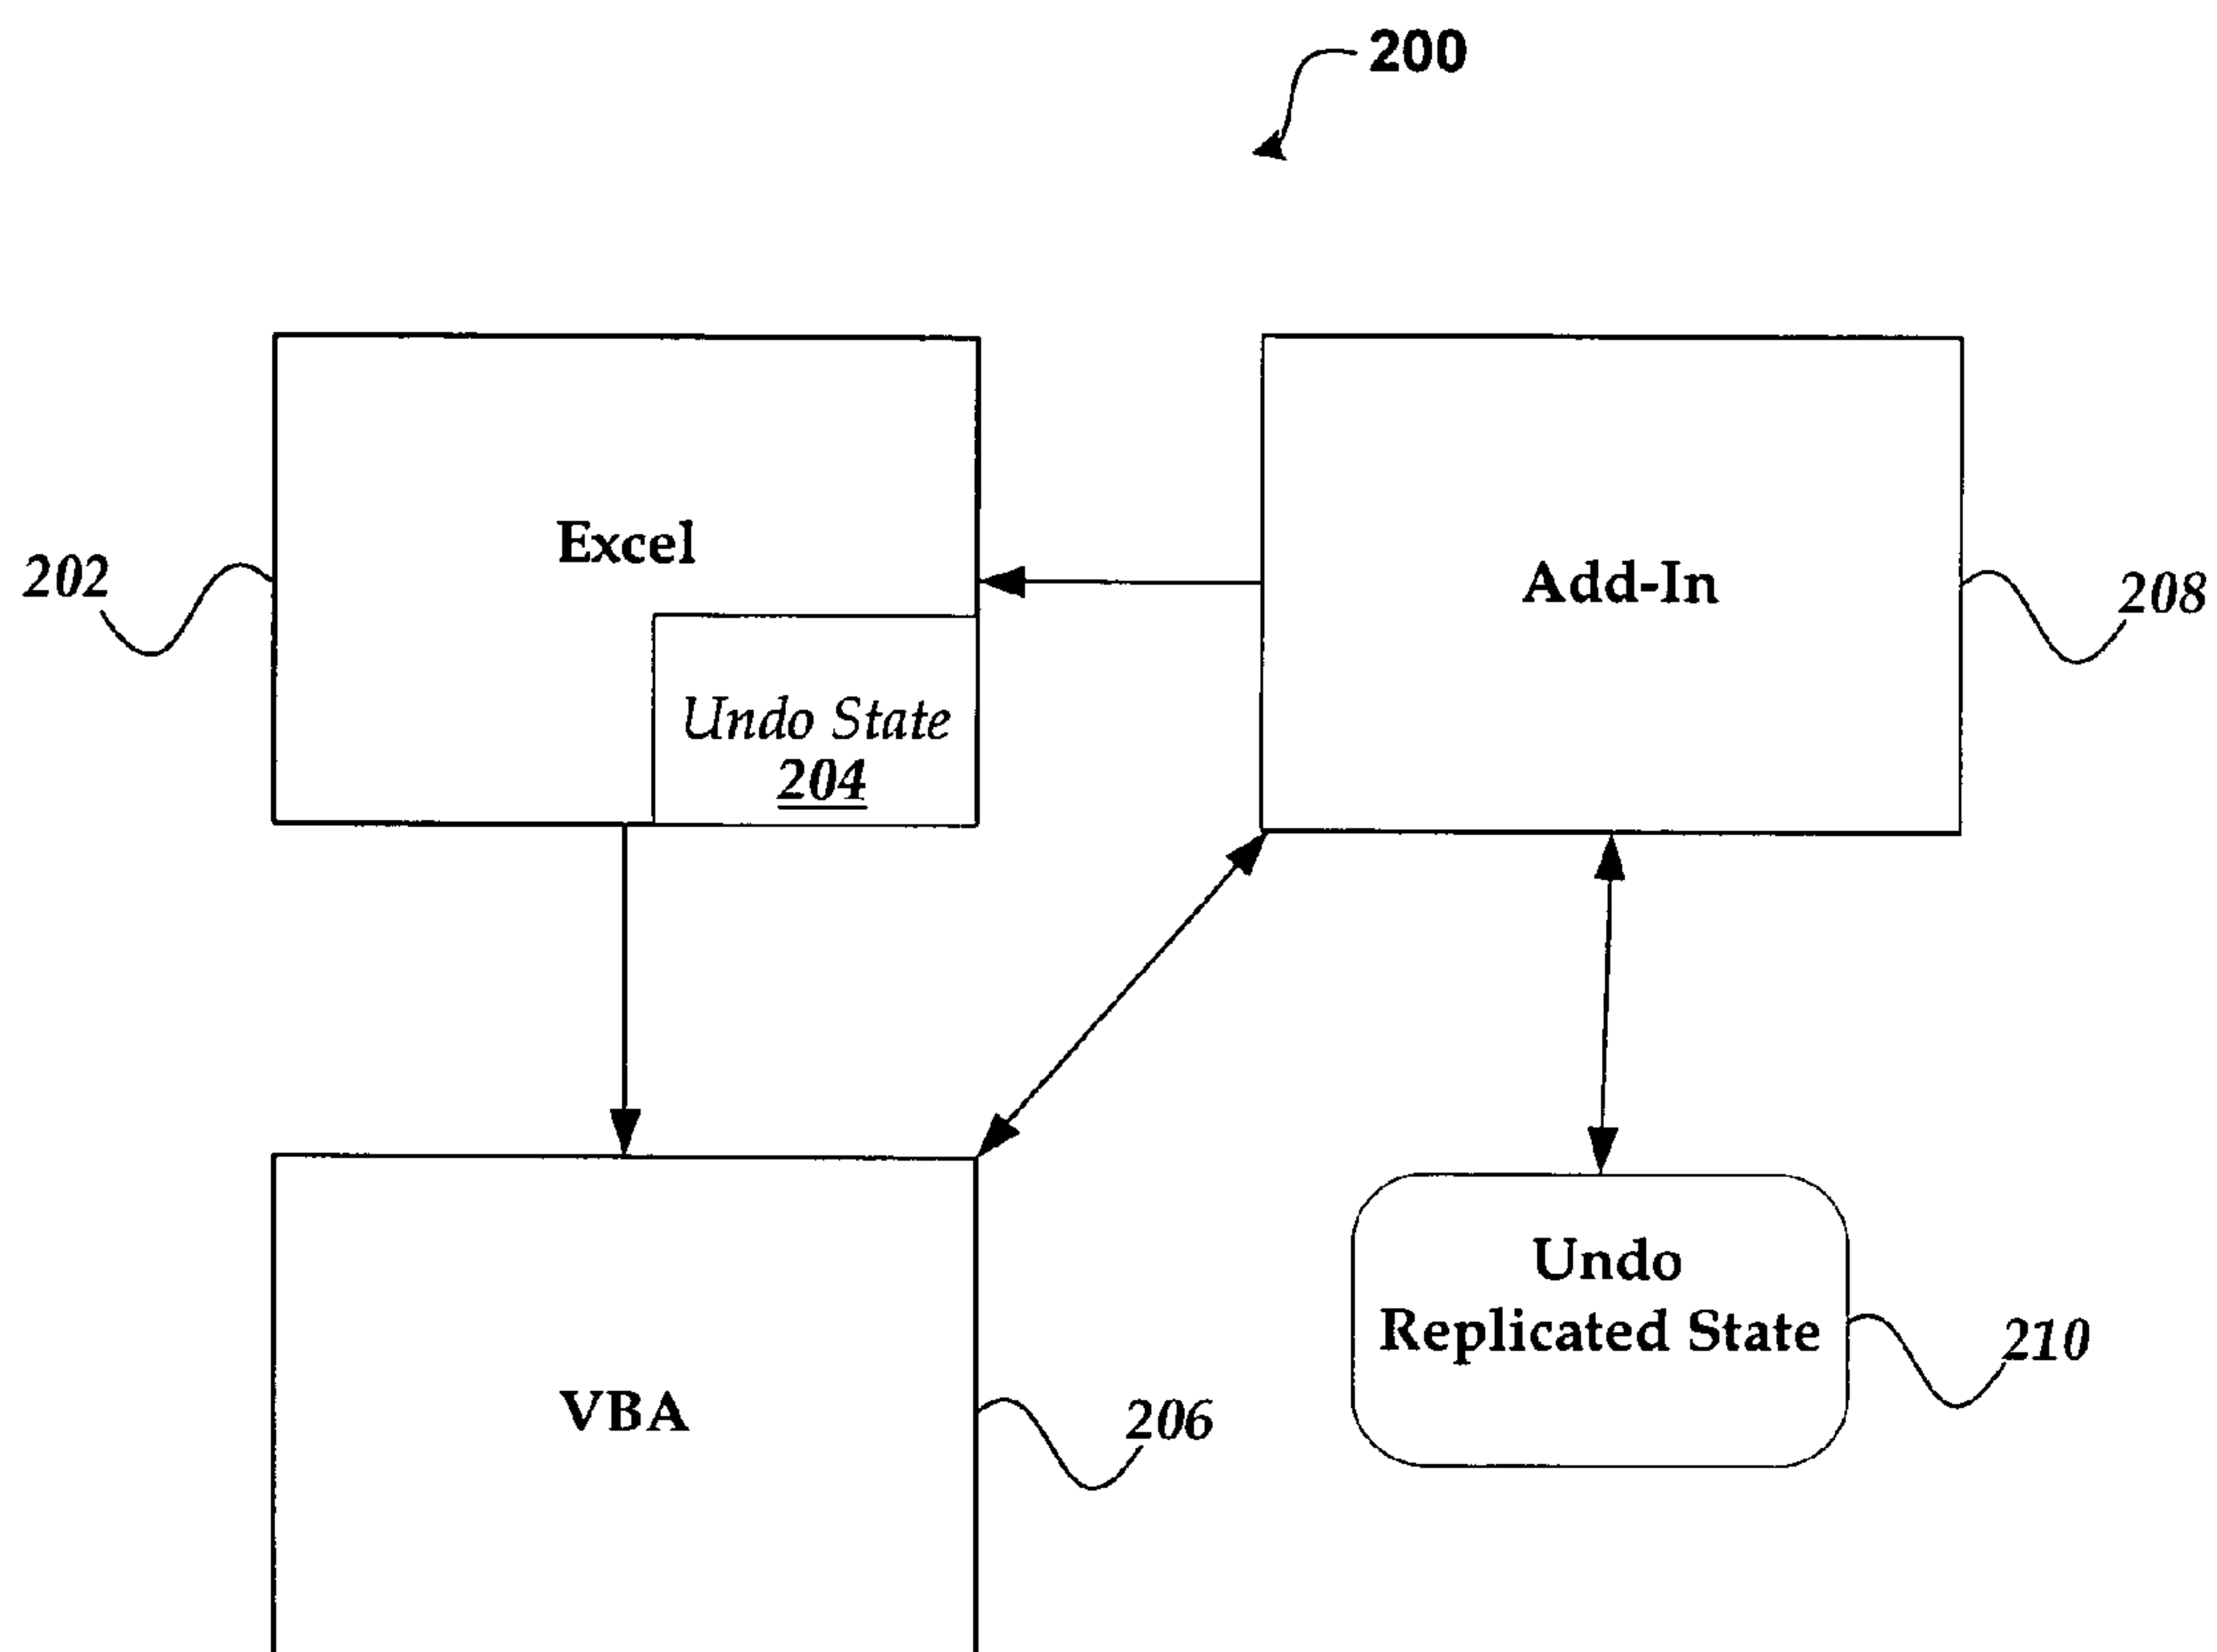 200
Excel
202
Add-In
208
Undo State
204
Undo
Replicated State
210
VBA
206